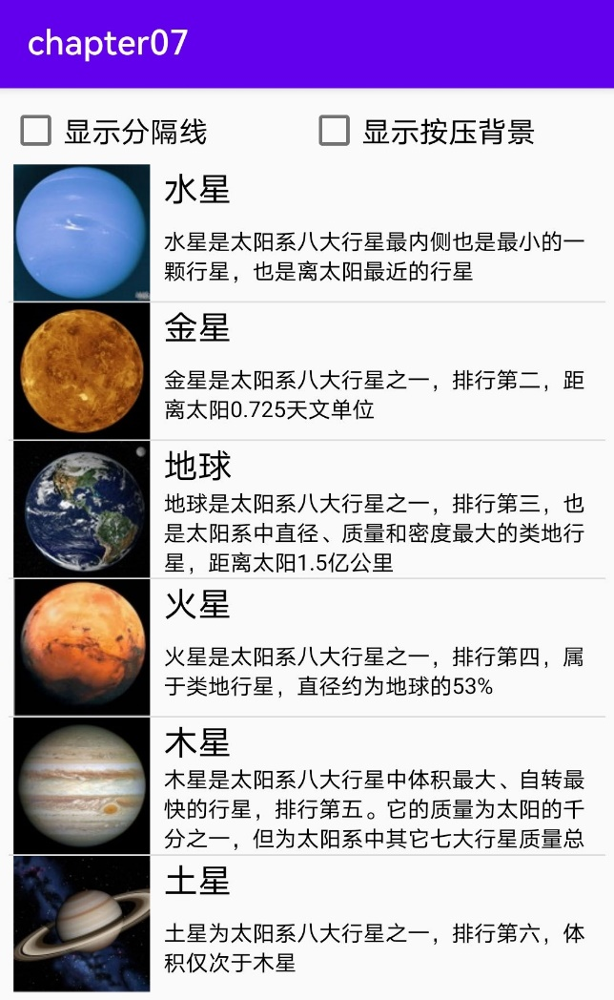 chapter07
显示分隔线 显示按压背景
水星
水星是太阳系八大行星最内侧也是最小的一
颗行星，也是离太阳最近的行星
金星
金星是太阳系八大行星之一，排行第二，距
离太阳0.725天文单位
地球
地球是太阳系八大行星之一，排行第三，也
是太阳系中直径、质量和密度最大的类地行
星，距离太阳1.5亿公里
火星
火星是太阳系八大行星之一，排行第四，属
于类地行星，直径约为地球的53%
木星
木星是太阳系八大行星中体积最大、自转最
快的行星，排行第五。它的质量为太阳的千
分之一，但为太阳系中其它七大行星质量总
土星
土星为太阳系八大行星之一，排行第六，体
积仅次于木星